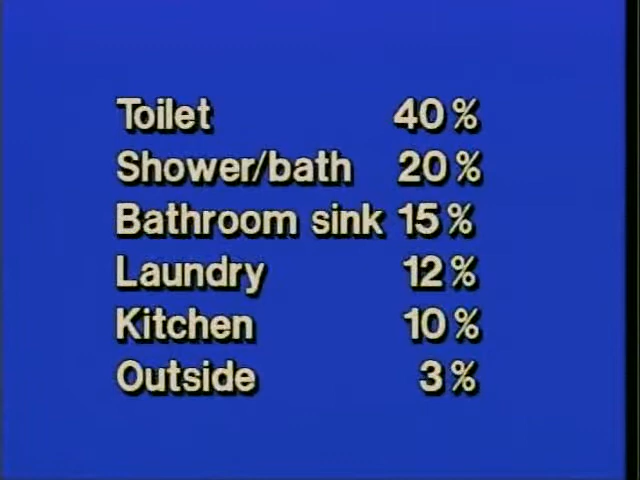 Toilet 40%
Shower/bath 20%
Bathroom sink 15%
Laundry 12%
Kitchen 10%
Outside 3%